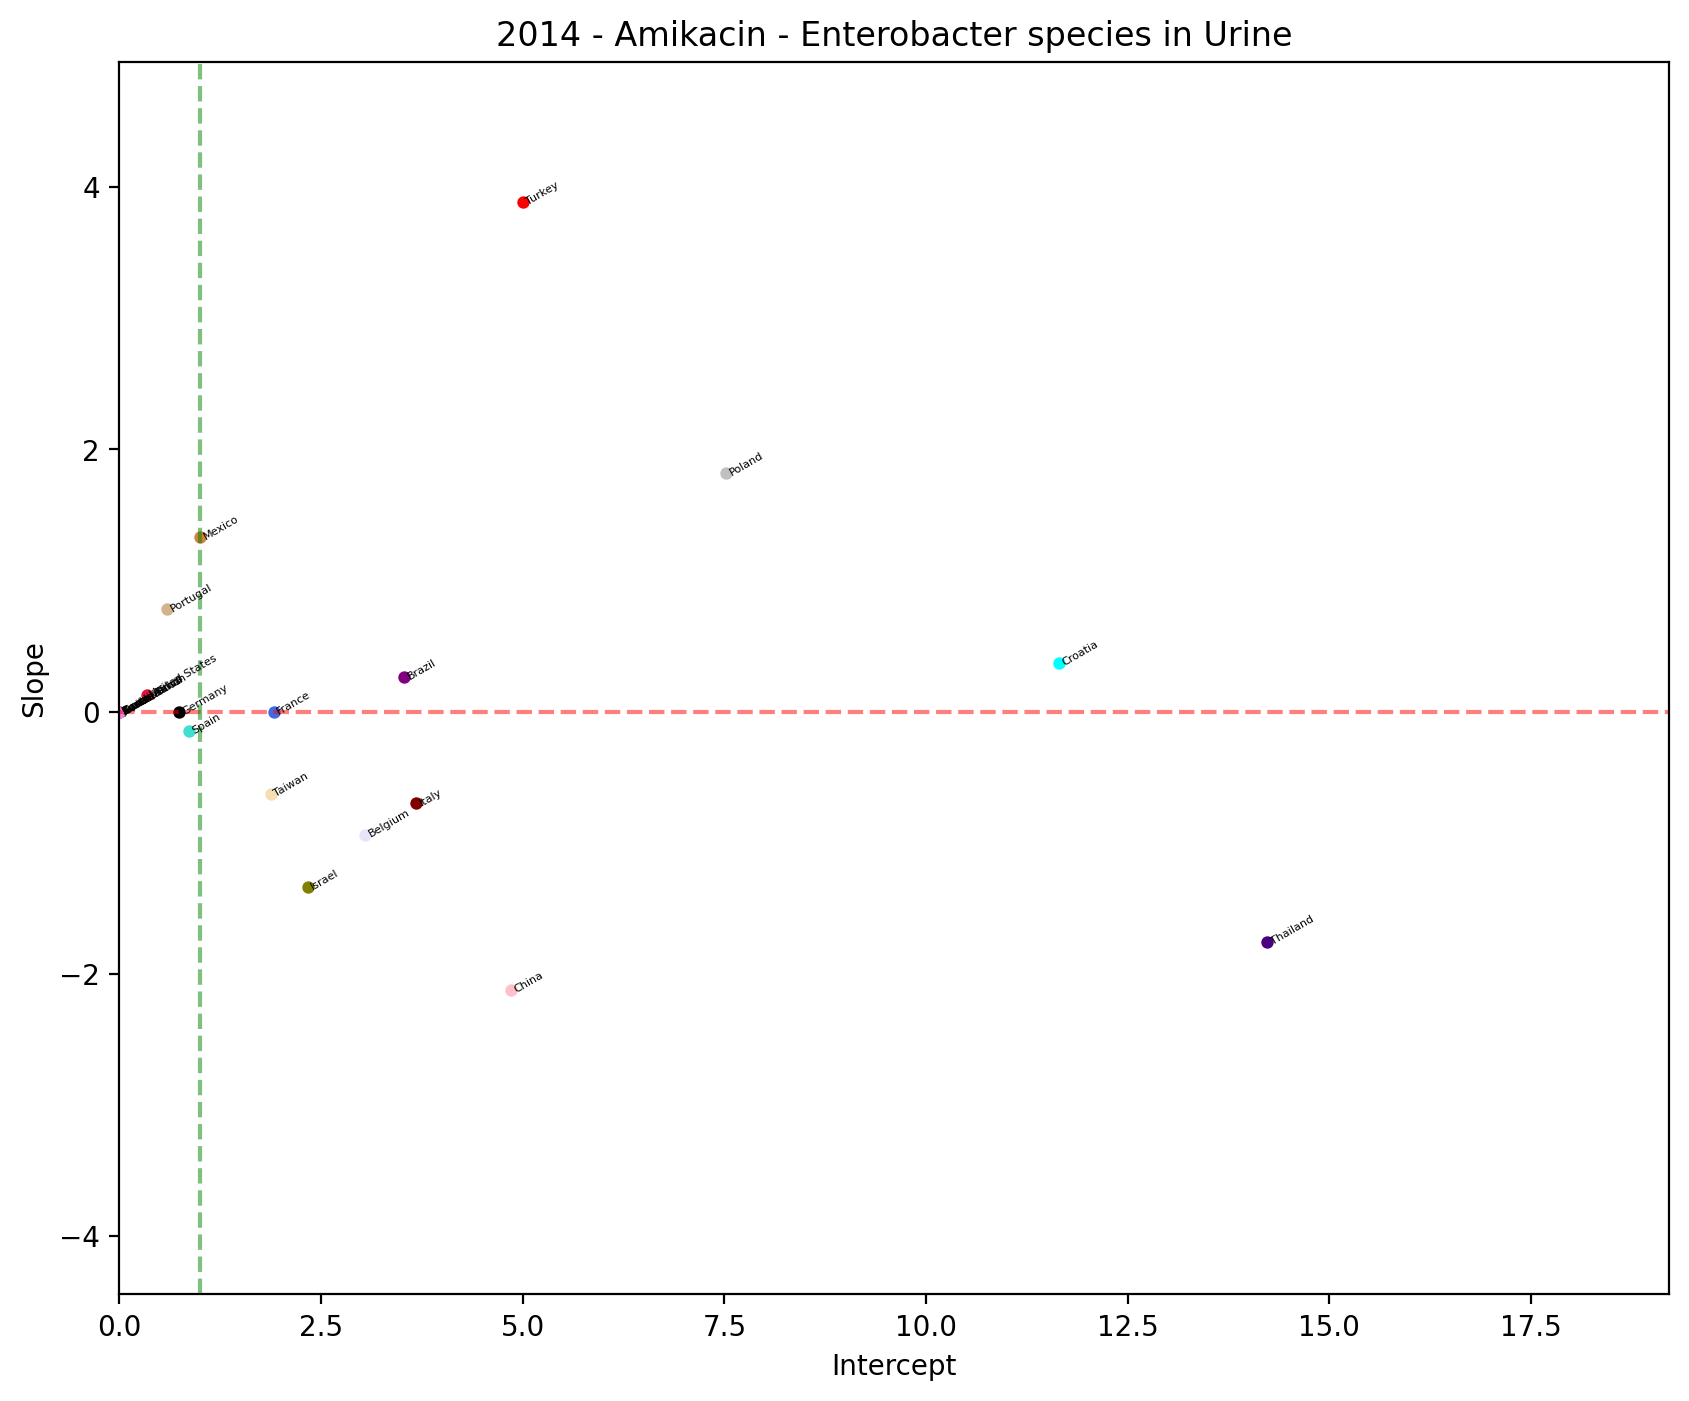 2014 - Amikacin - Enterobacter species in Urine
Slope
4
2
0
−2
−4
Turkey
Poland
Mexico
Portugal
Croatia
United States
Brazil
Germany
France
Spain
Taiwan
Italy
Belgium
Israel
Thailand
China
0.0
2.5
5.0
7.5
10.0
12.5
15.0
17.5
Intercept